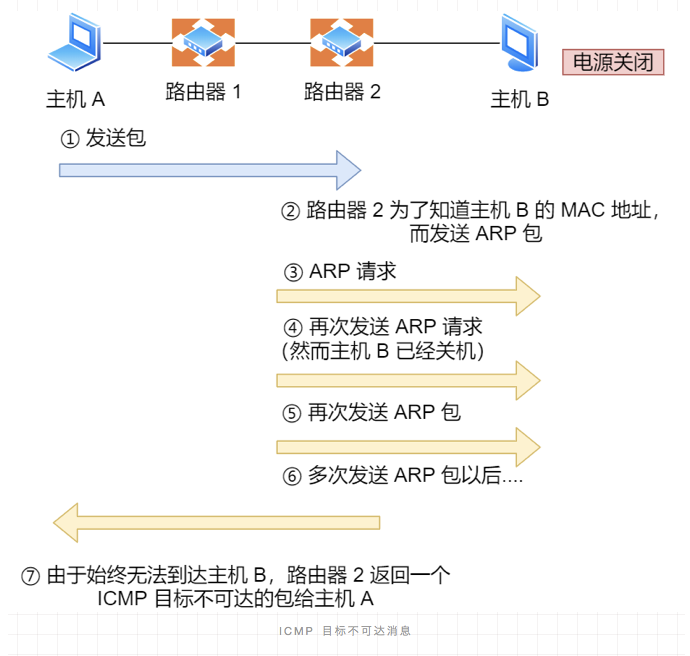 主机 A
路由器 1
路由器 2
主机 B
电源关闭
① 发送包
② 路由器 2 为了知道主机 B 的 MAC 地址，
而发送 ARP 包
③ ARP 请求
④ 再次发送 ARP 请求
（然而主机 B 已经关机）
⑤ 再次发送 ARP 包
⑥ 多次发送 ARP 包以后....
⑦ 由于始终无法到达主机 B，路由器 2 返回一个
ICMP 目标不可达的包给主机 A
ICMP 目标不可达消息